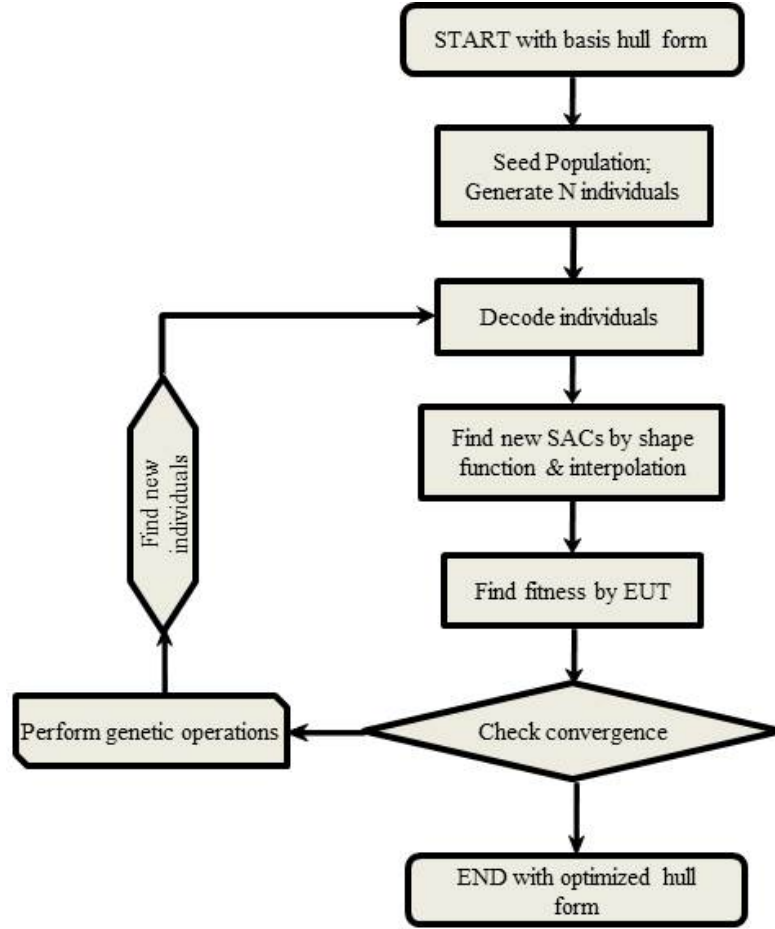 START with basis hull form
Seed Population;
Generate N individuals
Decode individuals
Find new SACs by shape
function & interpolation
Find fitness by EUT
Check convergence
Perform genetic operations
Find new
individuals
END with optimized hull
form